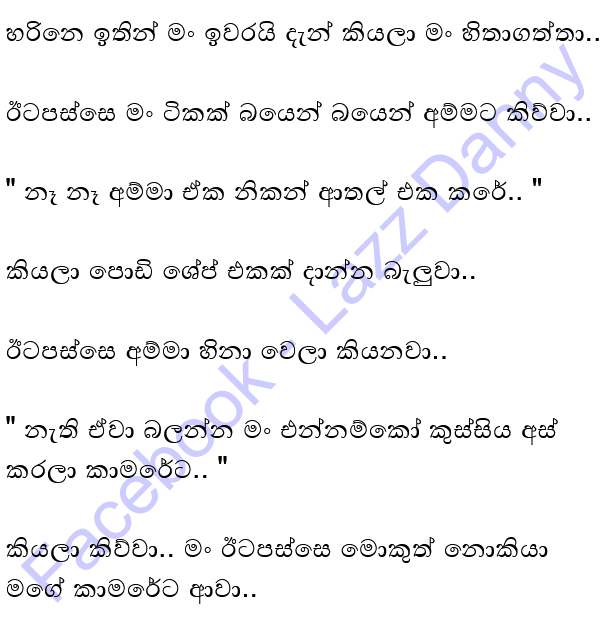 හරිනෙ ඉතින් මං ඉවරයි දැන් කියලා මං හිතාගත්තා..
ඊටපස්සෙ මං ටිකක් බයෙන් බයෙන් අම්මට කිව්වා..
" නෑ නෑ අම්මා ඒක නිකන් ආතල් එක කරේ.. "
කියලා පොඩි ශේප් එකක් දාන්න බැලුවා..
ඊටපස්සෙ අම්මා හිනා වෙලා කියනවා..
" නැති ඒවා බලන්න මං එන්නම්කෝ කුස්සිය අස්
කරලා කාමරේට.. "
කියලා කිව්වා.. මං ඊටපස්සෙ මොකුත් නොකියා
මගේ කාමරේට ආවා..
Facebook - Lazz Danny